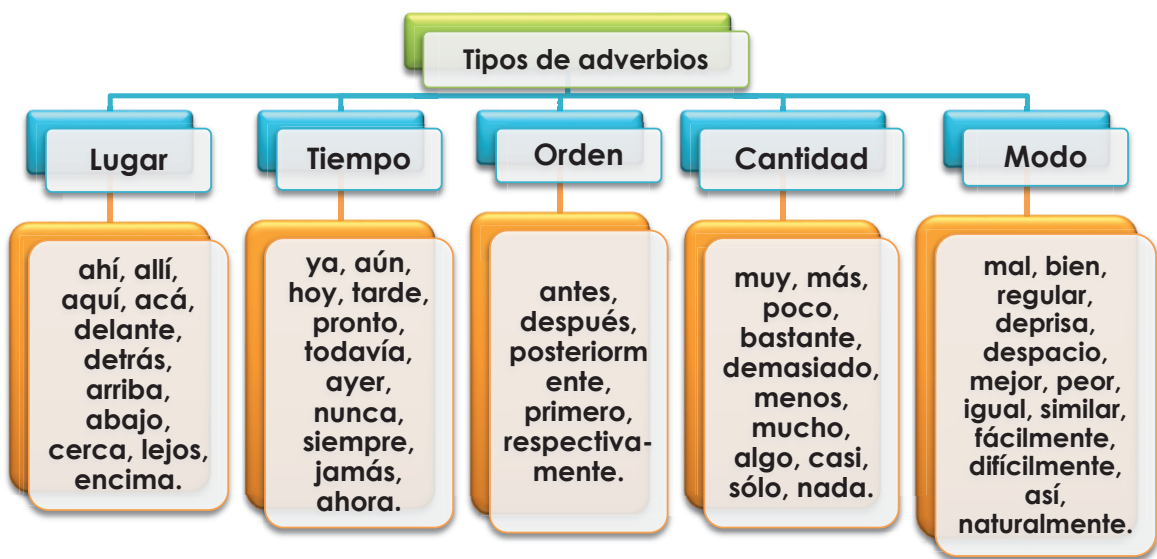 Tipos de adverbios
Lugar
ahí, allí,
aquí, acá,
delante,
detrás,
arriba,
abajo,
cerca, lejos,
encima.
Tiempo
ya, aún,
hoy, tarde,
pronto,
todavía,
ayer,
nunca,
siempre,
jamás,
ahora.
Orden
antes,
después,
posteriorm
ente,
primero,
respectiva-
mente.
Cantidad
muy, más,
poco,
bastante,
demasiado,
menos,
mucho,
algo, casi,
sólo, nada.
Modo
mal, bien,
regular,
deprisa,
despacio,
mejor, peor,
igual, similar,
fácilmente,
difícilmente,
así,
naturalmente.